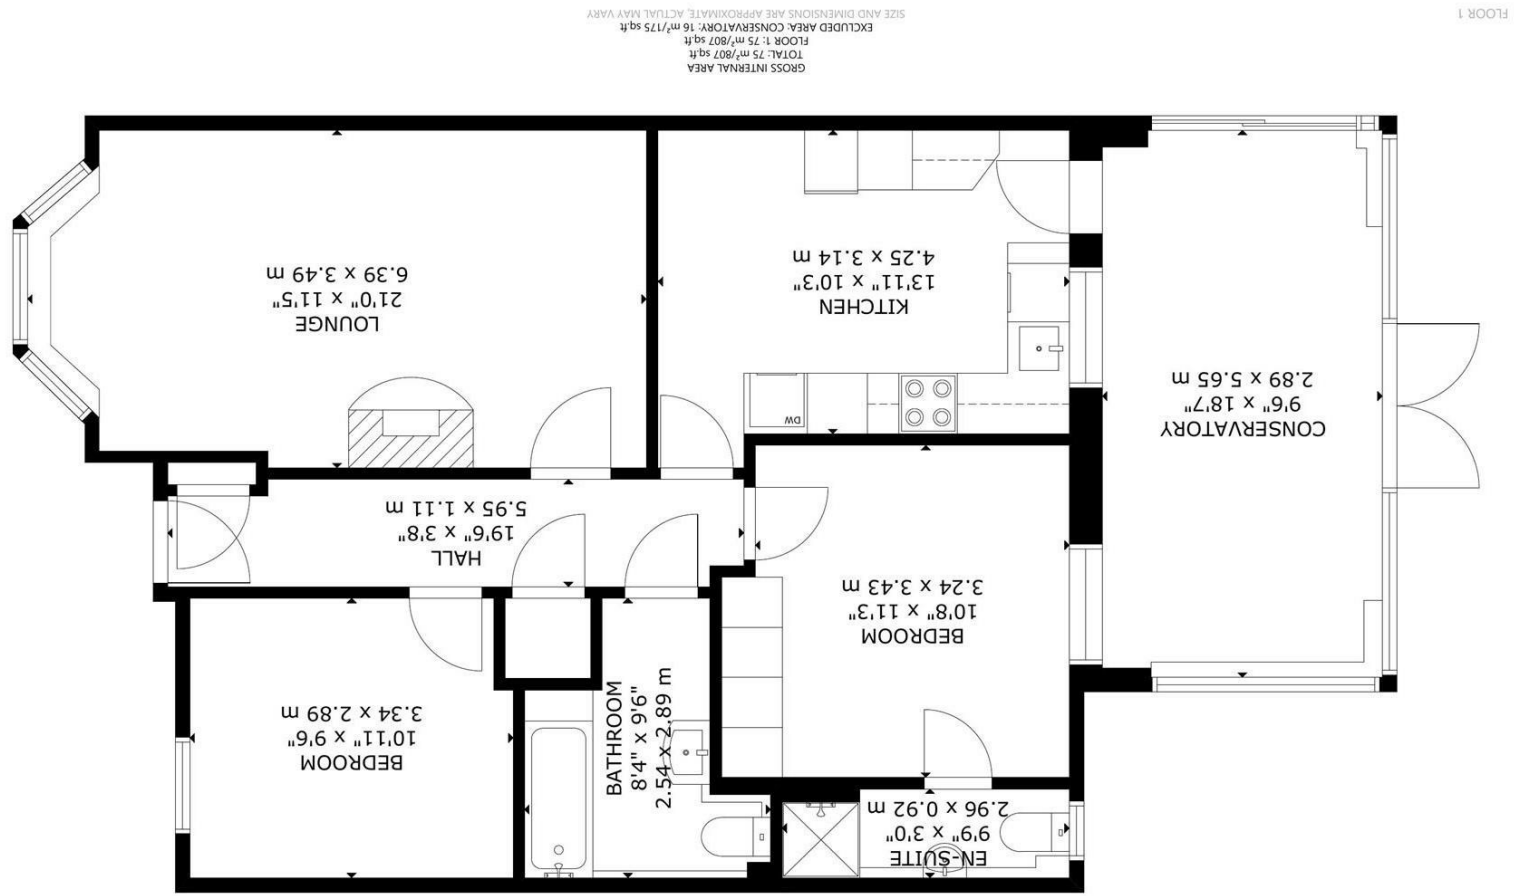 GROSS INTERNAL AREA
TOTAL: 75 m²/807 sq.ft
FLOOR 1: 75 m²/807 sq.ft
EXCLUDED AREA: CONSERVATORY: 16 m²/175 sq.ft
SIZE AND DIMENSIONS ARE APPROXIMATE, ACTUAL MAY VARY
FLOOR 1
EN-SUITE
9'9" x 3'0"
2.96 x 0.92 m
BEDROOM
10'11" x 9'6"
3.34 x 2.89 m
BATHROOM
8'4" x 9'6"
2.54 x 2.89 m
BEDROOM
10'8" x 11'3"
3.24 x 3.43 m
HALL
19'6" x 3'8"
5.95 x 1.11 m
CONSERVATORY
9'6" x 18'7"
2.89 x 5.65 m
DW
LOUNGE
21'0" x 11'5"
6.39 x 3.49 m
KITCHEN
13'11" x 10'3"
4.25 x 3.14 m